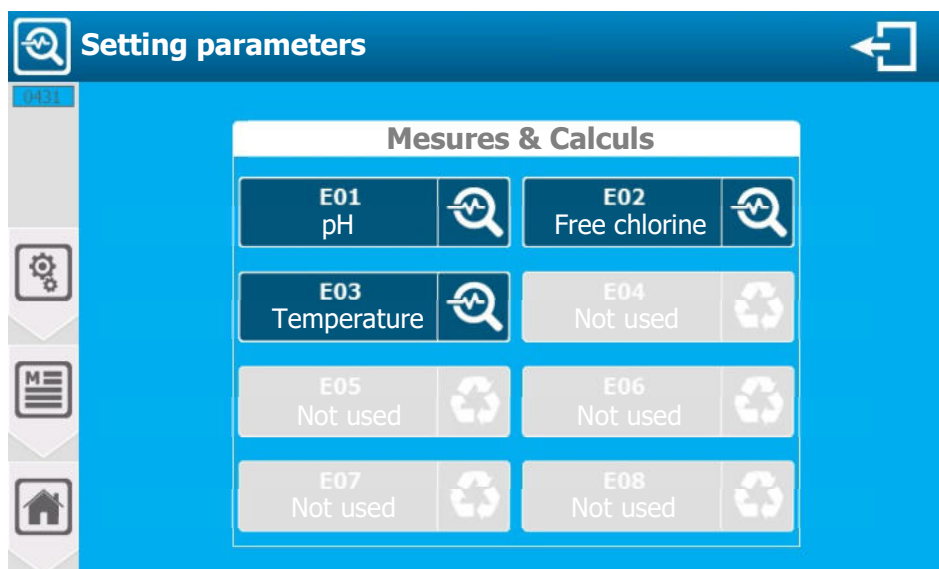 Setting parameters
0431
Mesures & Calculs
E01
pH
E02
Free chlorine
E03
Temperature
E04
Not used
M
E05
Not used
E06
Not used
E07
Not used
E08
Not used